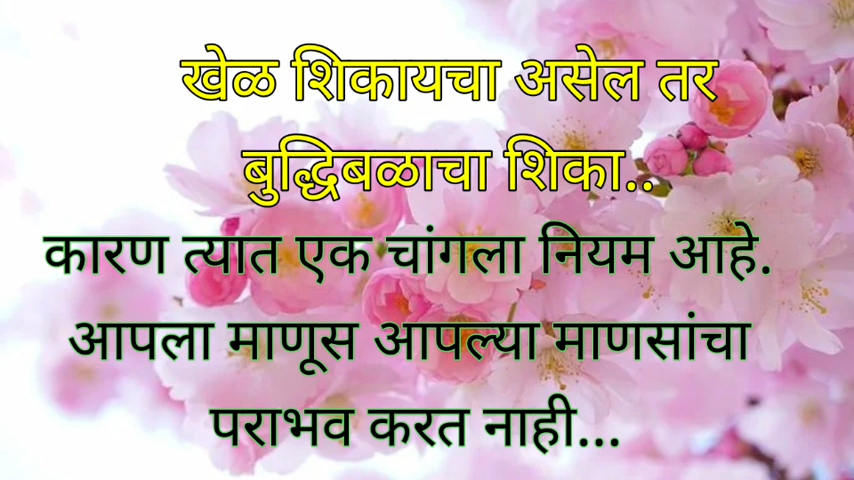 खेळ शिकायचा असेल तर
बुद्धिबळाचा शिका..
कारण त्यात एक चांगला नियम आहे.
आपला माणूस आपल्या माणसांचा
पराभव करत नाही...